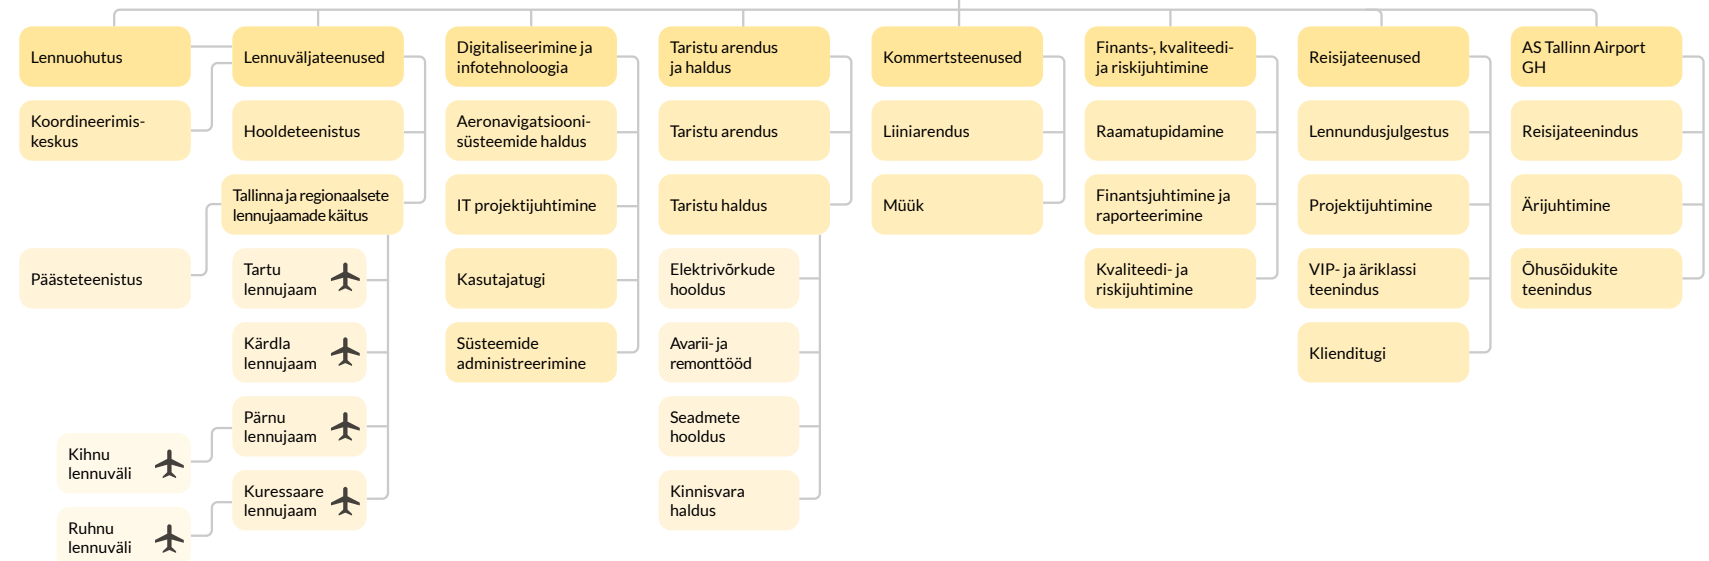 Lennuohutus
Koordineerimis-
keskus
Päästeteenistus
Kihnu
lennuväli
Ruhnu
lennuväli
Lennuväljateenused
Hooldeteenistus
Tallinna ja regionaalsete
lennujaamade käitus
Tartu
lennujaam
Kärdla
lennujaam
Pärnu
lennujaam
Kuressaare
lennujaam
Digitaliseerimine ja
infotehnoloogia
Aeronavigatsiooni-
süsteemide haldus
IT projektijuhtimine
Kasutajatugi
Süsteemide
administreerimine
Taristu arendus
ja haldus
Taristu arendus
Taristu haldus
Elektrivõrkude
hooldus
Avarii- ja
remonttööd
Seadmete
hooldus
Kinnisvara
haldus
Kommertsteenused
Liiniarendus
Müük
Finants-, kvaliteedi-
ja riskijuhtimine
Raamatupidamine
Finantsjuhtimine ja
raporteerimine
Kvaliteedi- ja
riskijuhtimine
Reisijateenused
Lennundusjulgestus
Projektijuhtimine
VIP- ja äriklassi
teenindus
Klienditugi
AS Tallinn Airport
GH
Reisijateenindus
Ärijuhtimine
Õhusõidukite
teenindus